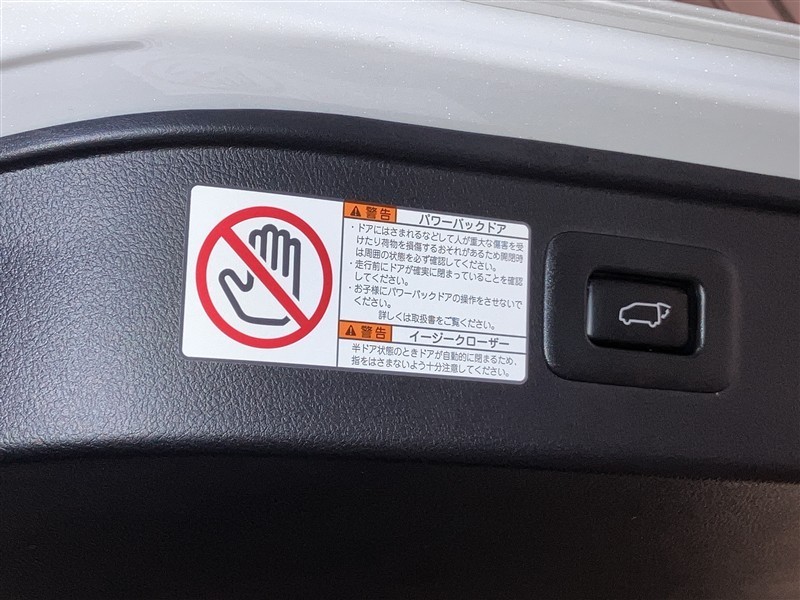 警告 パワーバックドア
・ドアにはさまれるなどして人が重大な傷害を受
けたり荷物を損傷するおそれがあるため開閉時
は周囲の状態を必ず確認してください。
・走行前にドアが確実に閉まっていることを確認
してください。
・お子様にパワーバックドアの操作をさせないで
ください。
詳しくは取扱書をご覧ください。
警告 イージークローザー
半ドア状態のときドアが自動的に閉まるため、
指をはさまないよう十分注意してください。